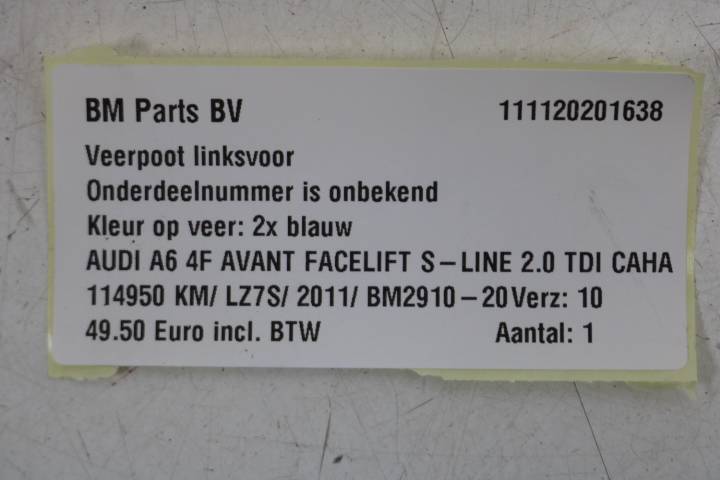 BM Parts BV 111120201638
Veerpoot linksvoor
Onderdeelnummer is onbekend
Kleur op veer: 2x blauw
AUDI A6 4F AVANT FACELIFT S-LINE 2.0 TDI CAHA
114950 KM/ LZ7S/ 2011/ BM2910-20 Verz: 10
49.50 Euro incl. BTW Aantal: 1